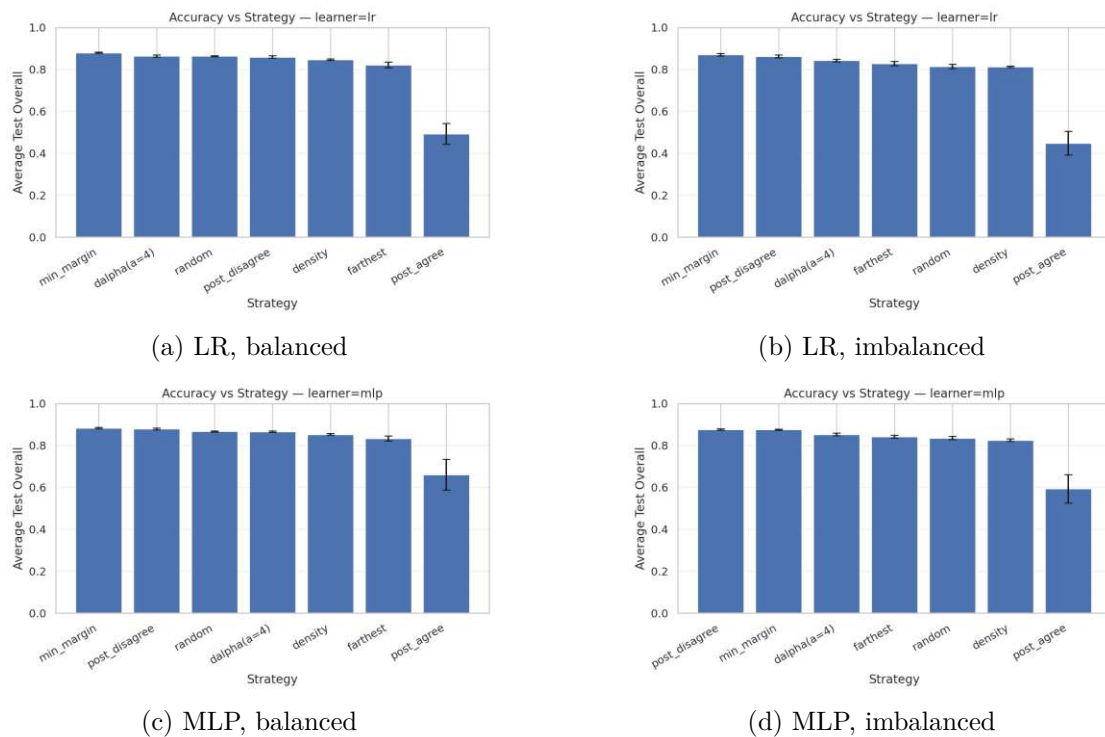 Accuracy vs Strategy — learner=lr
Average Test Overall
1.0
0.8
0.6
0.4
0.2
0.0
min_margin
dalpha(a=4)
random
post_disagree
density
farthest
post_agree
Strategy
(a) LR, balanced
Accuracy vs Strategy — learner=lr
Average Test Overall
1.0
0.8
0.6
0.4
0.2
0.0
min_margin
post_disagree
dalpha(a=4)
farthest
random
density
post_agree
Strategy
(b) LR, imbalanced
Accuracy vs Strategy — learner=mlp
Average Test Overall
1.0
0.8
0.6
0.4
0.2
0.0
min_margin
post_disagree
random
dalpha(a=4)
density
farthest
post_agree
Strategy
(c) MLP, balanced
Accuracy vs Strategy — learner=mlp
Average Test Overall
1.0
0.8
0.6
0.4
0.2
0.0
post_disagree
min_margin
dalpha(a=4)
farthest
random
density
post_agree
Strategy
(d) MLP, imbalanced